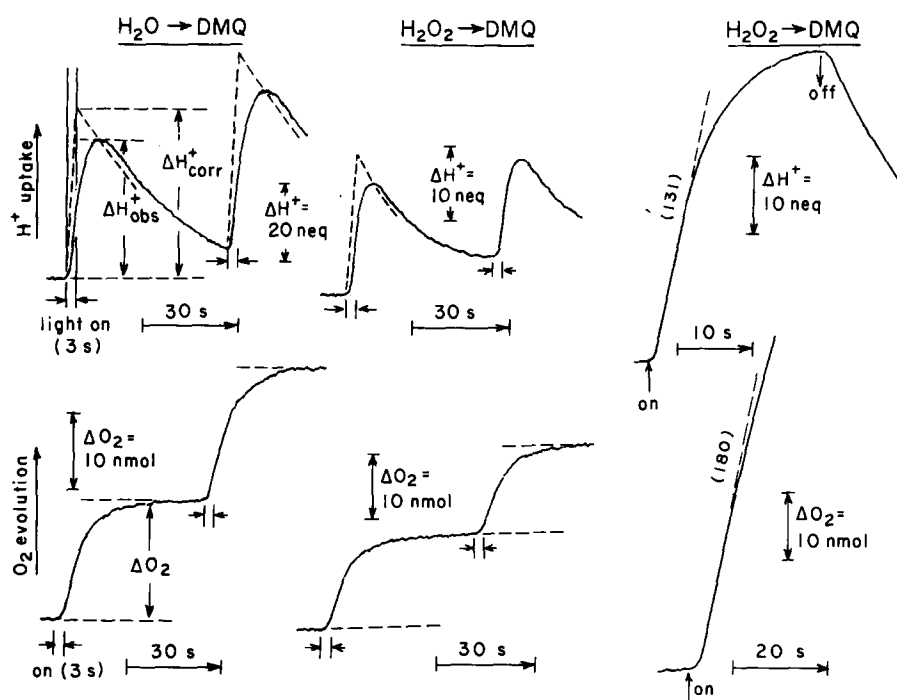 H₂O → DMQ
H₂O₂ → DMQ
H₂O₂ → DMQ
H⁺ uptake
ΔH⁺obs
ΔH⁺corr
ΔH⁺=
20 neq
light on
(3 s)
30 s
ΔH⁺=
10 neq
30 s
(131)
off
ΔH⁺=
10 neq
10 s
on
O₂ evolution
ΔO₂=
10 nmol
ΔO₂
on (3s)
30 s
ΔO₂=
10 nmol
30 s
(180)
ΔO₂=
10 nmol
20 s
on